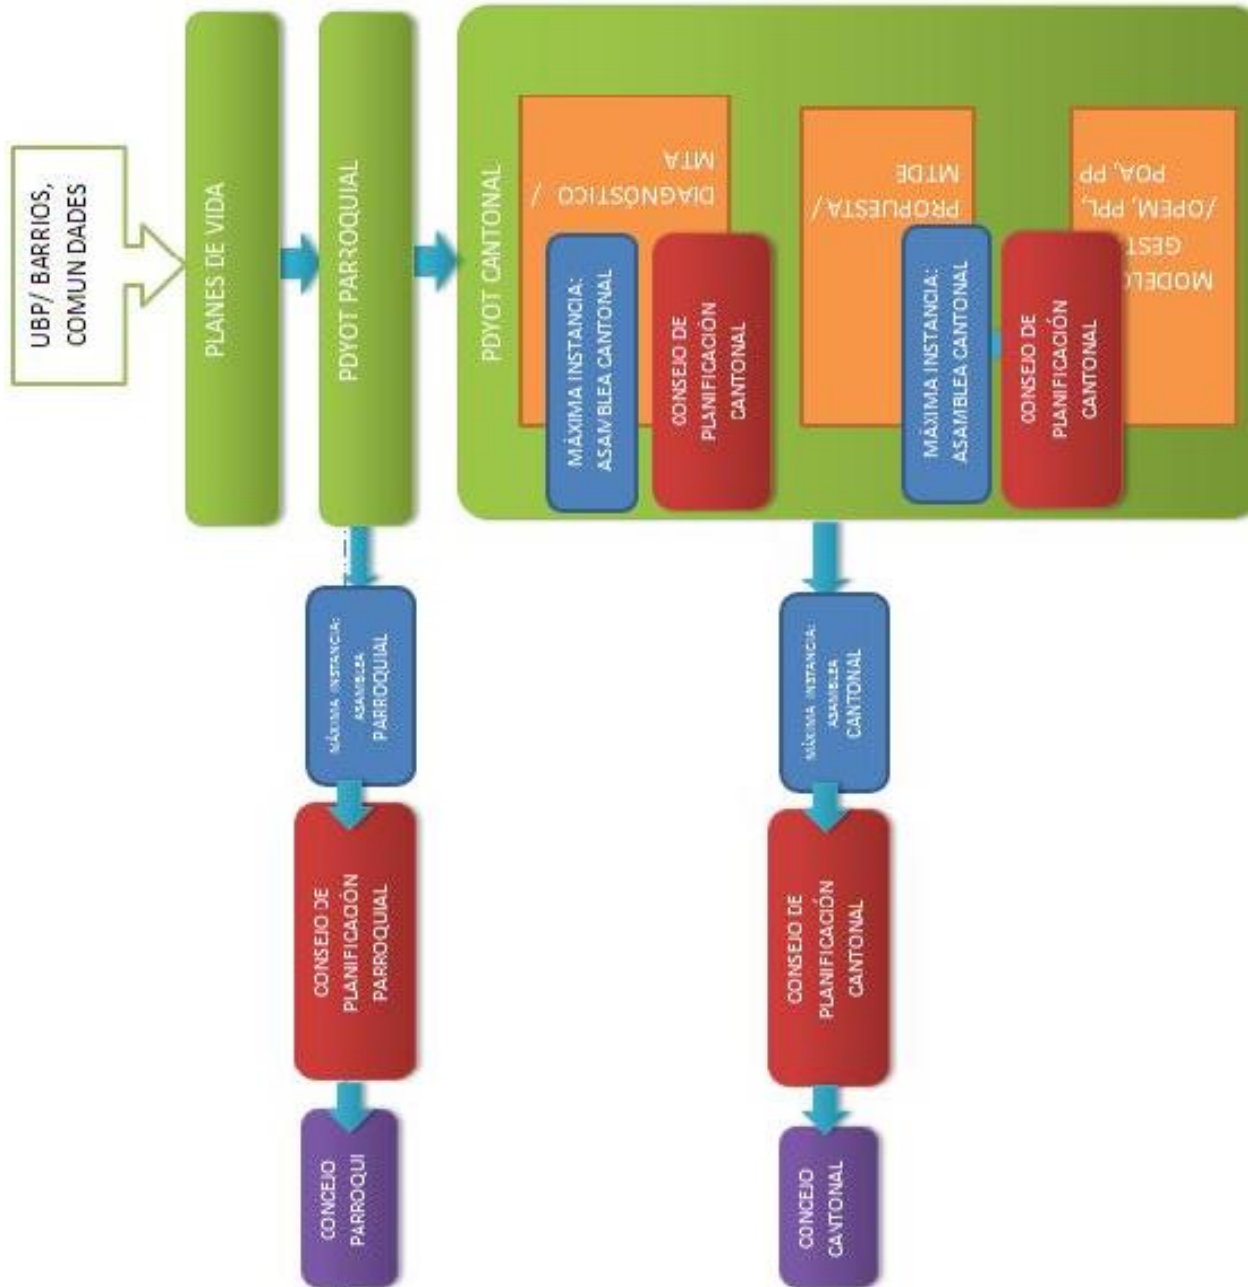 UBP/ BARRIOS,
COMUN DADES
PLANES DE VIDA
PDYOT PARROQUIAL
PDYOT CANTONAL
DIAGNÓSTICO /
MTA
MÁXIMA INSTANCIA:
ASAMBLEA CANTONAL
CONSEJO DE
PLANIFICACIÓN
CANTONAL
PROPUESTA/
MTDE
MÁXIMA INSTANCIA:
ASAMBLEA CANTONAL
CONSEJO DE
PLANIFICACIÓN
CANTONAL
MODELO
GEST
/OPEM, PPL,
POA, PP
MÁXIMA INSTANCIA:
ASAMBLEA
PARROQUIAL
CONSEJO DE
PLANIFICACIÓN
PARROQUIAL
CONCEJO
PARROQUI
MÁXIMA INSTANCIA:
ASAMBLEA
CANTONAL
CONSEJO DE
PLANIFICACIÓN
CANTONAL
CONCEJO
CANTONAL